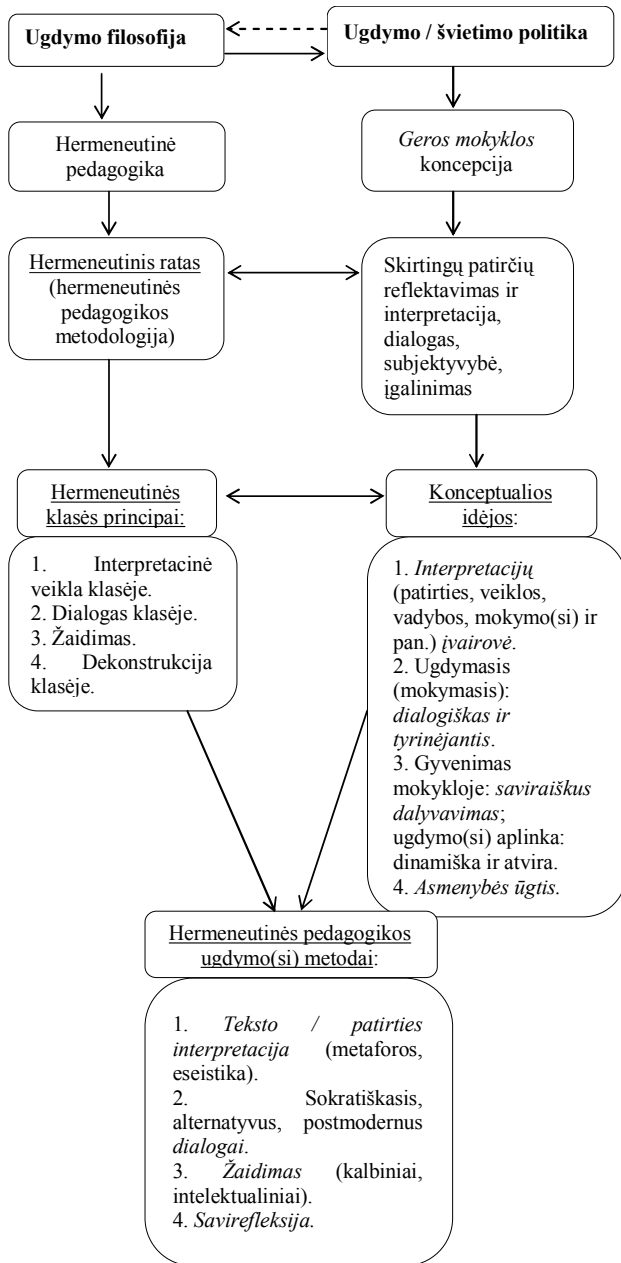 Ugdymo filosofija
Ugdymo / švietimo politika
Hermeneutinė
pedagogika
Geros mokyklos
koncepcija
Hermeneutinis ratas
(hermeneutinės
pedagogikos
metodologija)
Skirtingų patirčių
reflektavimas ir
interpretacija,
dialogas,
subjektyvybė,
įgalinimas
Hermeneutinės
klasės principai:
Konceptualios
idėjos:
1. Interpretacinė
veikla klasėje.
2. Dialogas klasėje.
3. Žaidimas.
4. Dekonstrukcija
klasėje.
1. Interpretacijų
(patirties, veiklos,
vadybos, mokymo(si) ir
pan.) įvairovė.
2. Ugdymasis
(mokymasis):
dialogiškas ir
tyrinėjantis.
3. Gyvenimas
mokykloje: saviraiškus
dalyvavimas;
ugdymo(si) aplinka:
dinamiška ir atvira.
4. Asmenybės ūgtis.
Hermeneutinės pedagogikos
ugdymo(si) metodai:
1. Teksto / patirties
interpretacija (metaforos,
eseistika).
2. Sokratiškasis,
alternatyvus, postmodernus
dialogai.
3. Žaidimas (kalbiniai,
intelektualiniai).
4. Savirefleksija.